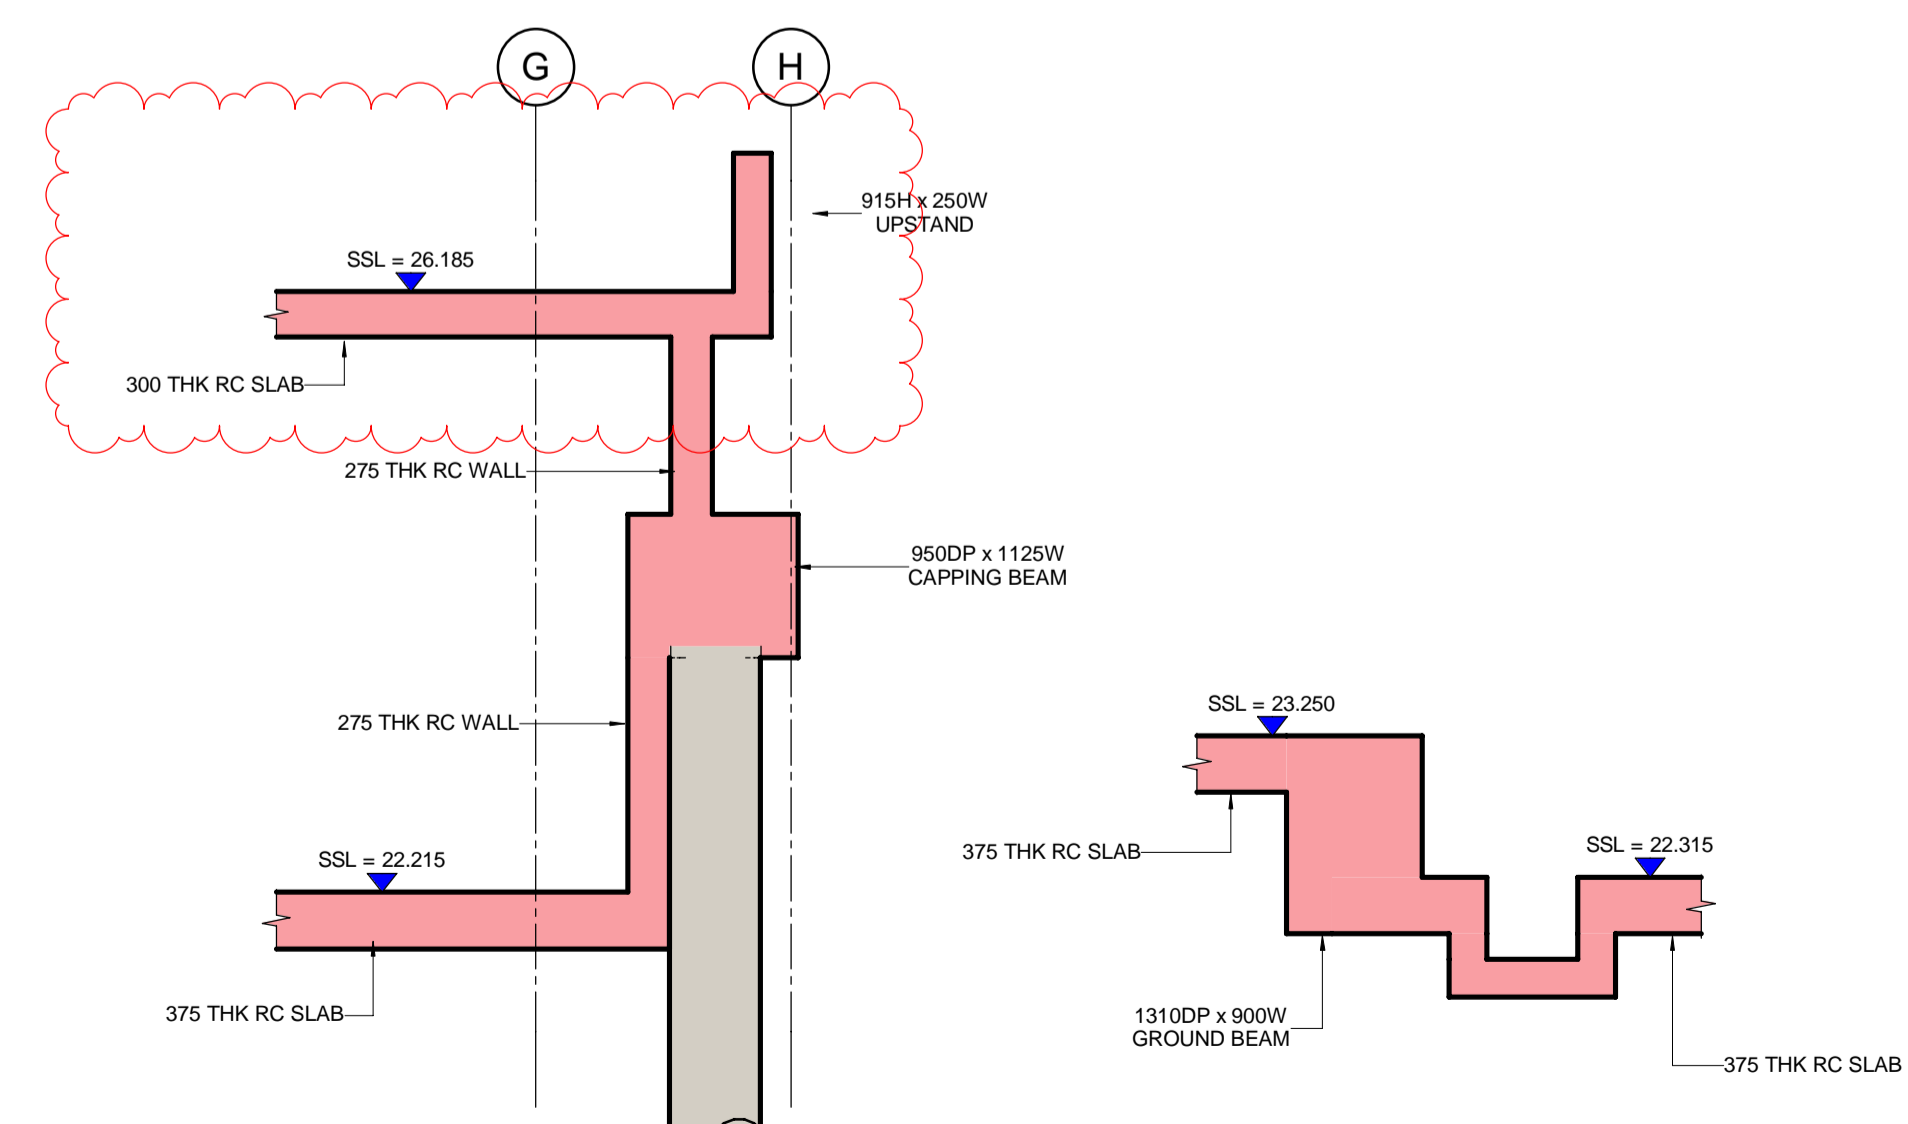 G
H
915H x 250W
UPSTAND
SSL = 26.185
300 THK RC SLAB
275 THK RC WALL
950DP x 1125W
CAPPING BEAM
275 THK RC WALL
SSL = 22.215
375 THK RC SLAB
SSL = 23.250
375 THK RC SLAB
SSL = 22.315
1310DP x 900W
GROUND BEAM
375 THK RC SLAB